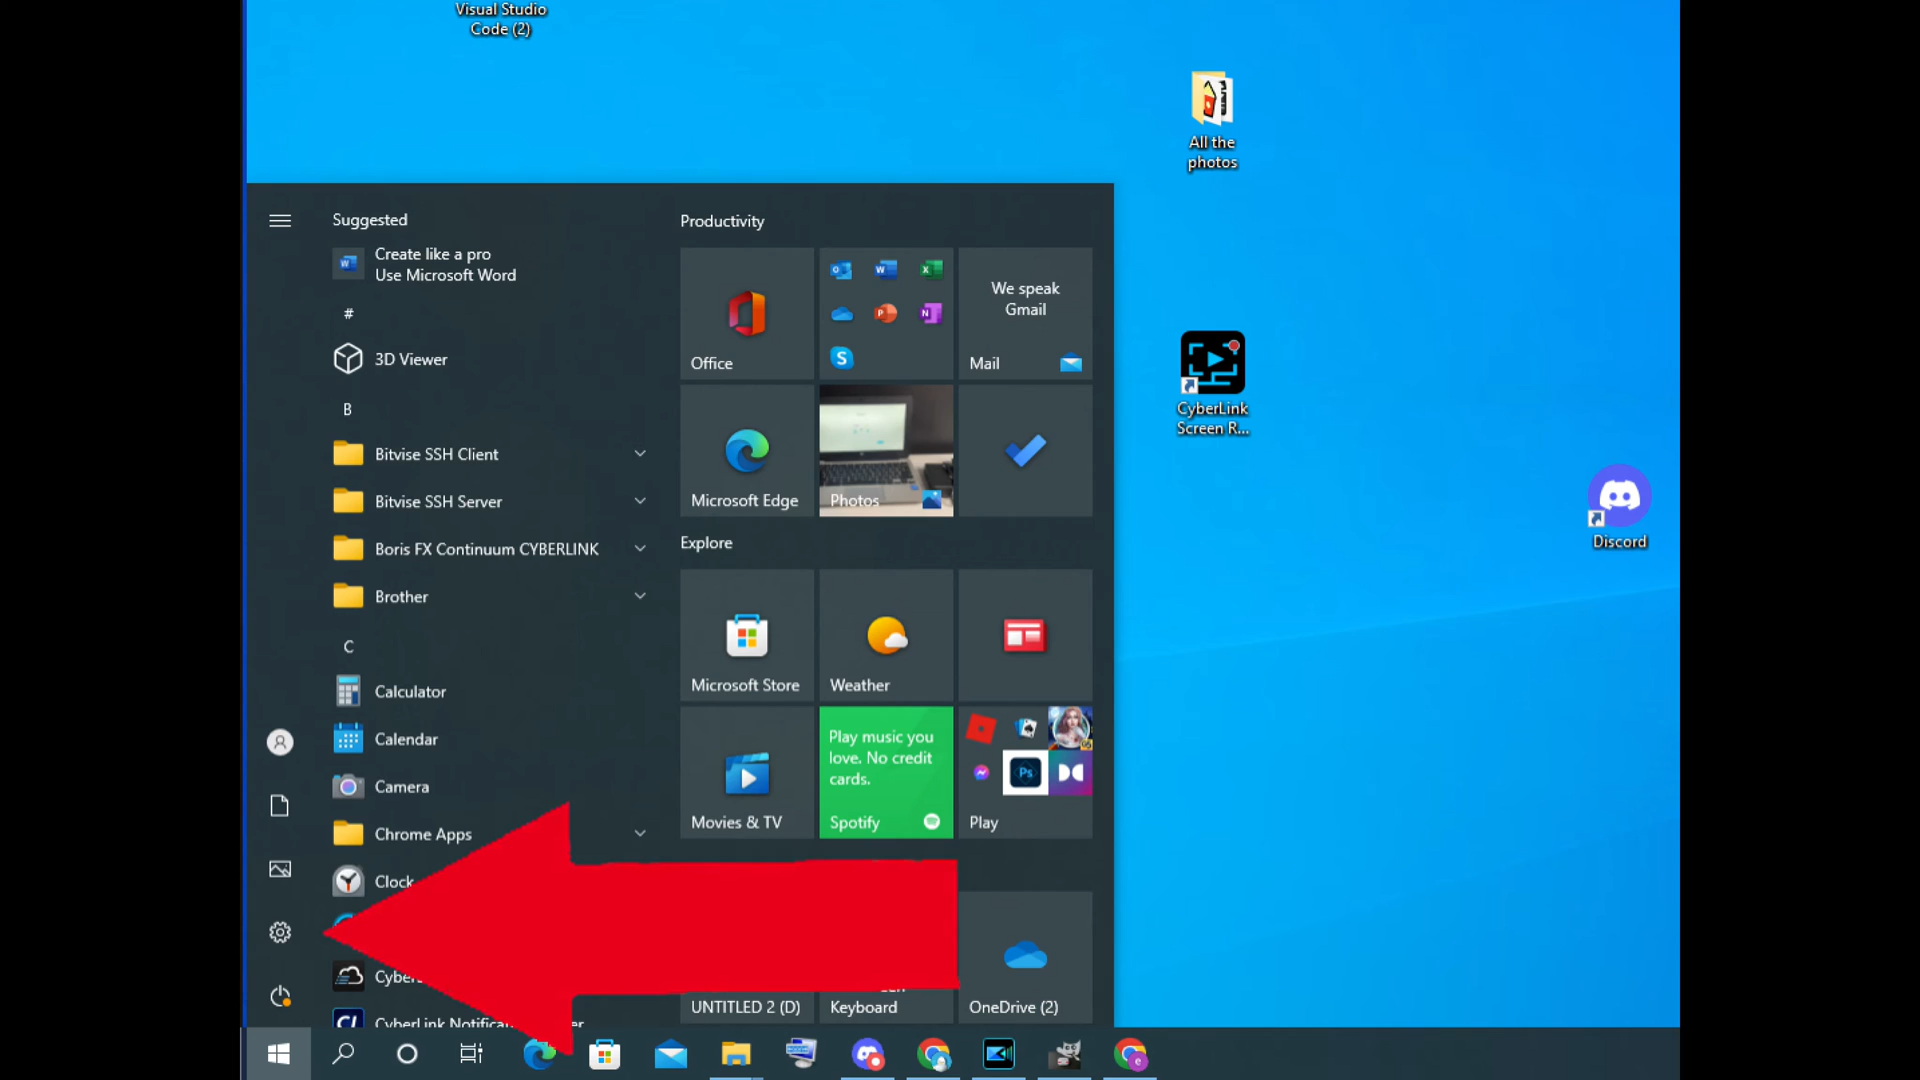 Visual Studio
Code (2)
All the
photos
CyberLink
Screen R...
Discord
Suggested
Create like a pro
Use Microsoft Word
#
3D Viewer
B
Bitvise SSH Client
Bitvise SSH Server
Boris FX Continuum CYBERLINK
Brother
C
Calculator
Calendar
Camera
Chrome Apps
Clock
Productivity
Office
We speak
Gmail
Mail
Microsoft Edge
Photos
Explore
Microsoft Store
Weather
Movies & TV
Play music you
love. No credit
cards.
Spotify
Play
UNTITLED 2 (D)
Keyboard
OneDrive (2)